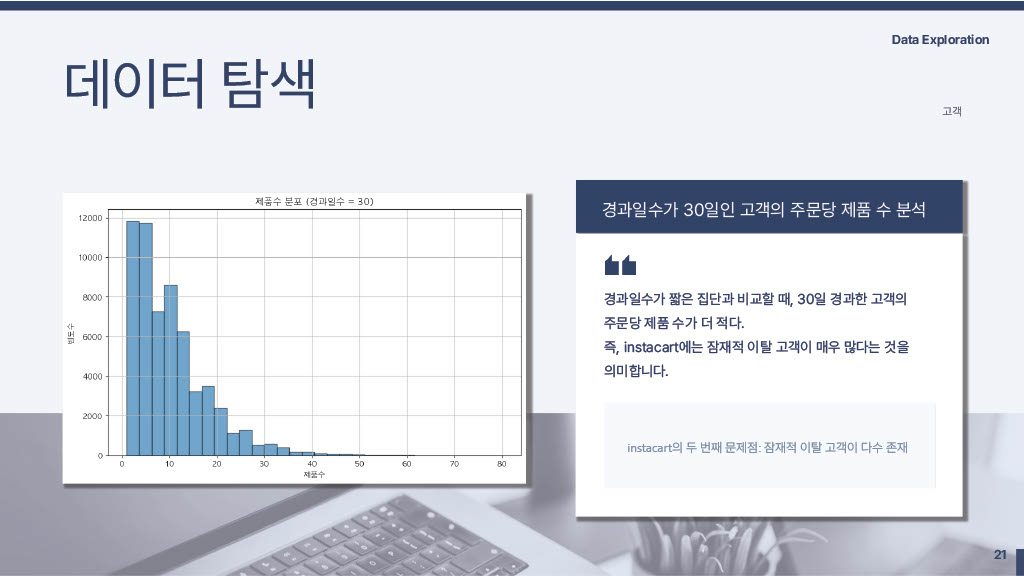 Data Exploration
데이터 탐색
고객
제품수 분포 (경과일수 = 30)
12000
10000
8000
6000
4000
2000
0
빈도수
0 10 20 30 40 50 60 70 80
제품수
경과일수가 30일인 고객의 주문당 제품 수 분석
경과일수가 짧은 집단과 비교할 때, 30일 경과한 고객의
주문당 제품 수가 더 적다.
즉, instacart에는 잠재적 이탈 고객이 매우 많다는 것을
의미합니다.
instacart의 두 번째 문제점: 잠재적 이탈 고객이 다수 존재
21